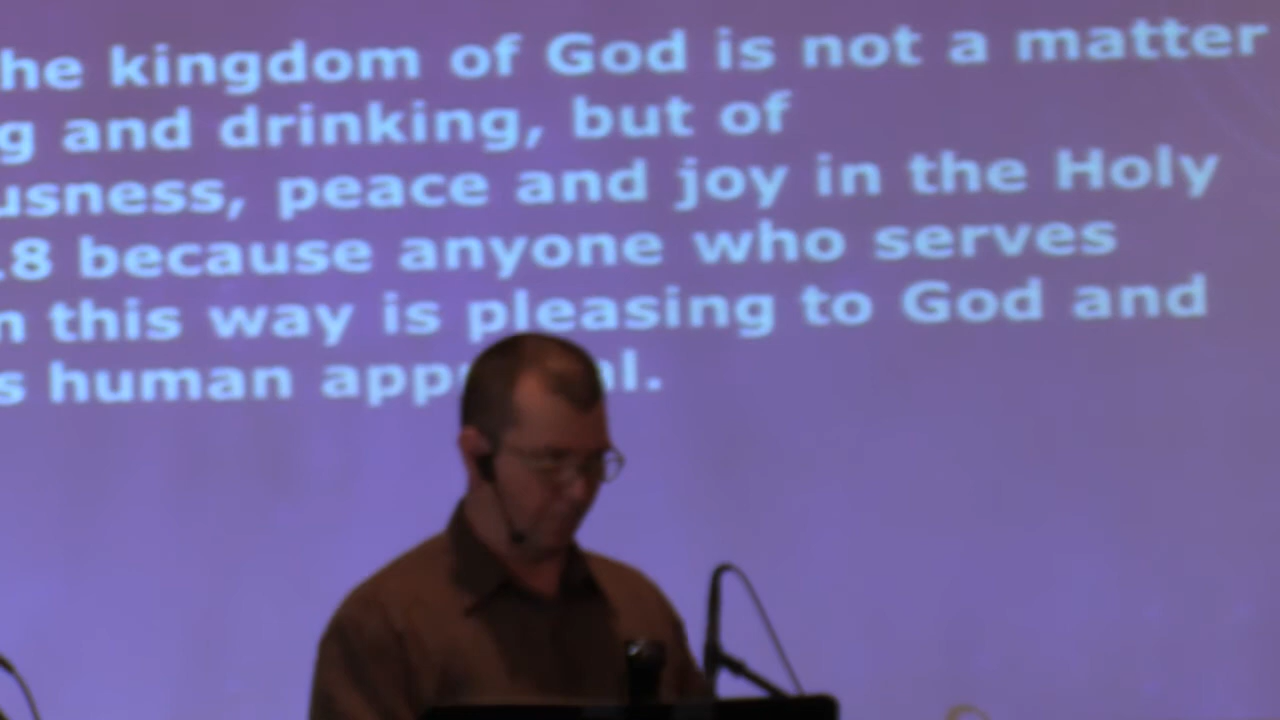 he kingdom of God is not a matter
g and drinking, but of
usness, peace and joy in the Holy
.8 because anyone who serves
n this way is pleasing to God and
s human app al.